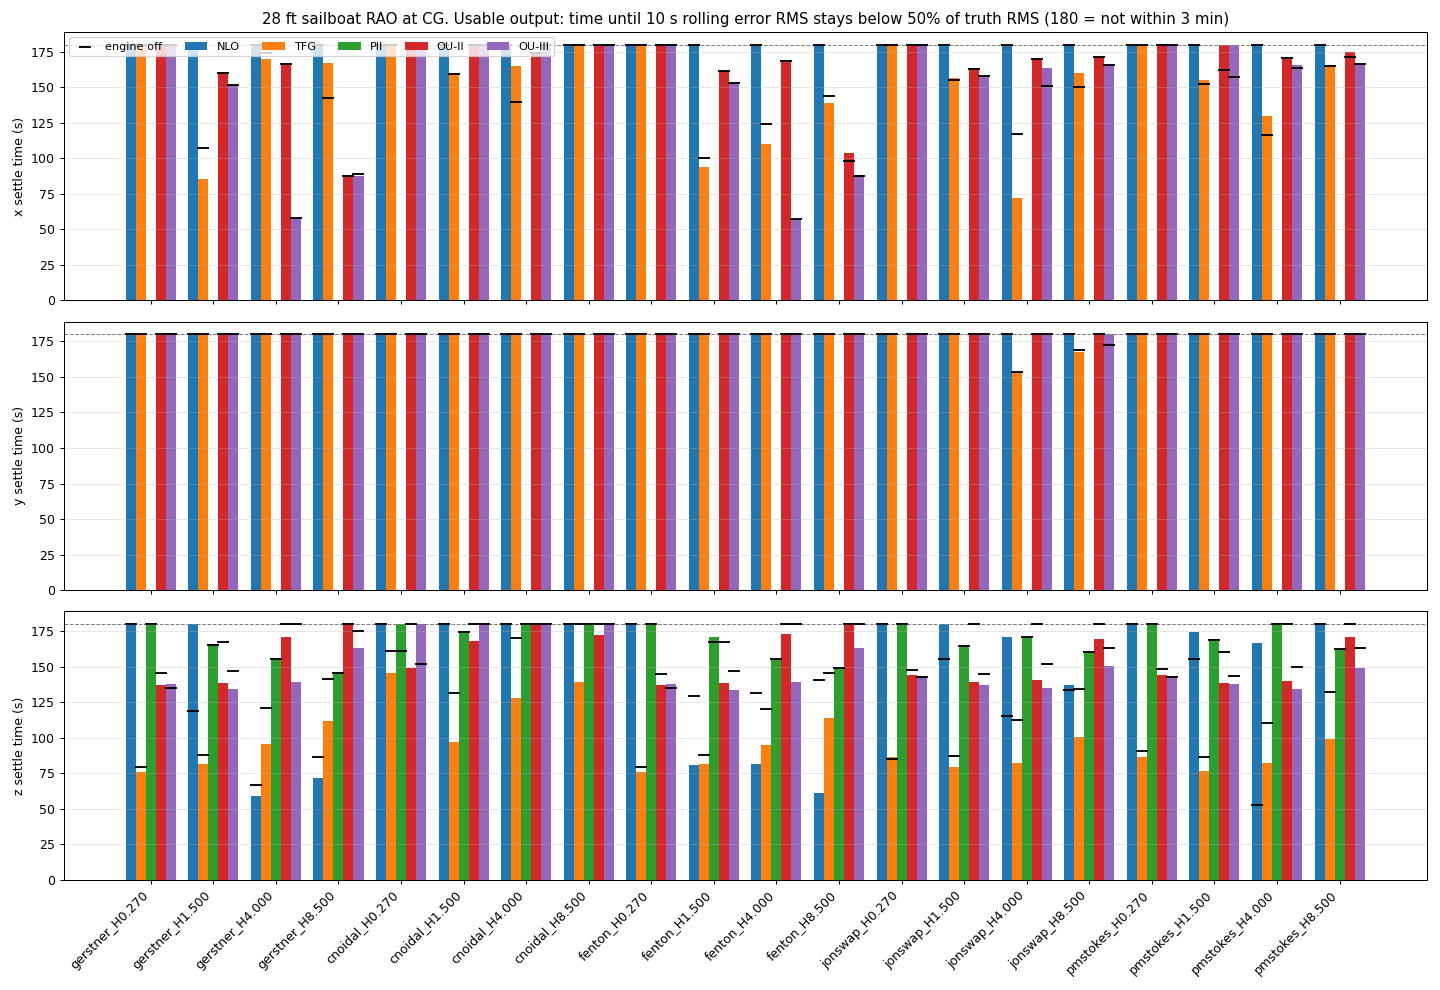 28 ft sailboat RAO at CG. Usable output: time until 10 s rolling error RMS stays below 50% of truth RMS (180 = not within 3 min)
engine off NLO TFG PII OU-II OU-III
x settle time (s)
175
150
125
100
75
50
25
0
y settle time (s)
175
150
125
100
75
50
25
0
z settle time (s)
175
150
125
100
75
50
25
0
gerstner_H0.270
gerstner_H1.500
gerstner_H4.000
gerstner_H8.500
cnoidal_H0.270
cnoidal_H1.500
cnoidal_H4.000
cnoidal_H8.500
fenton_H0.270
fenton_H1.500
fenton_H4.000
fenton_H8.500
jonswap_H0.270
jonswap_H1.500
jonswap_H4.000
jonswap_H8.500
pmstokes_H0.270
pmstokes_H1.500
pmstokes_H4.000
pmstokes_H8.500